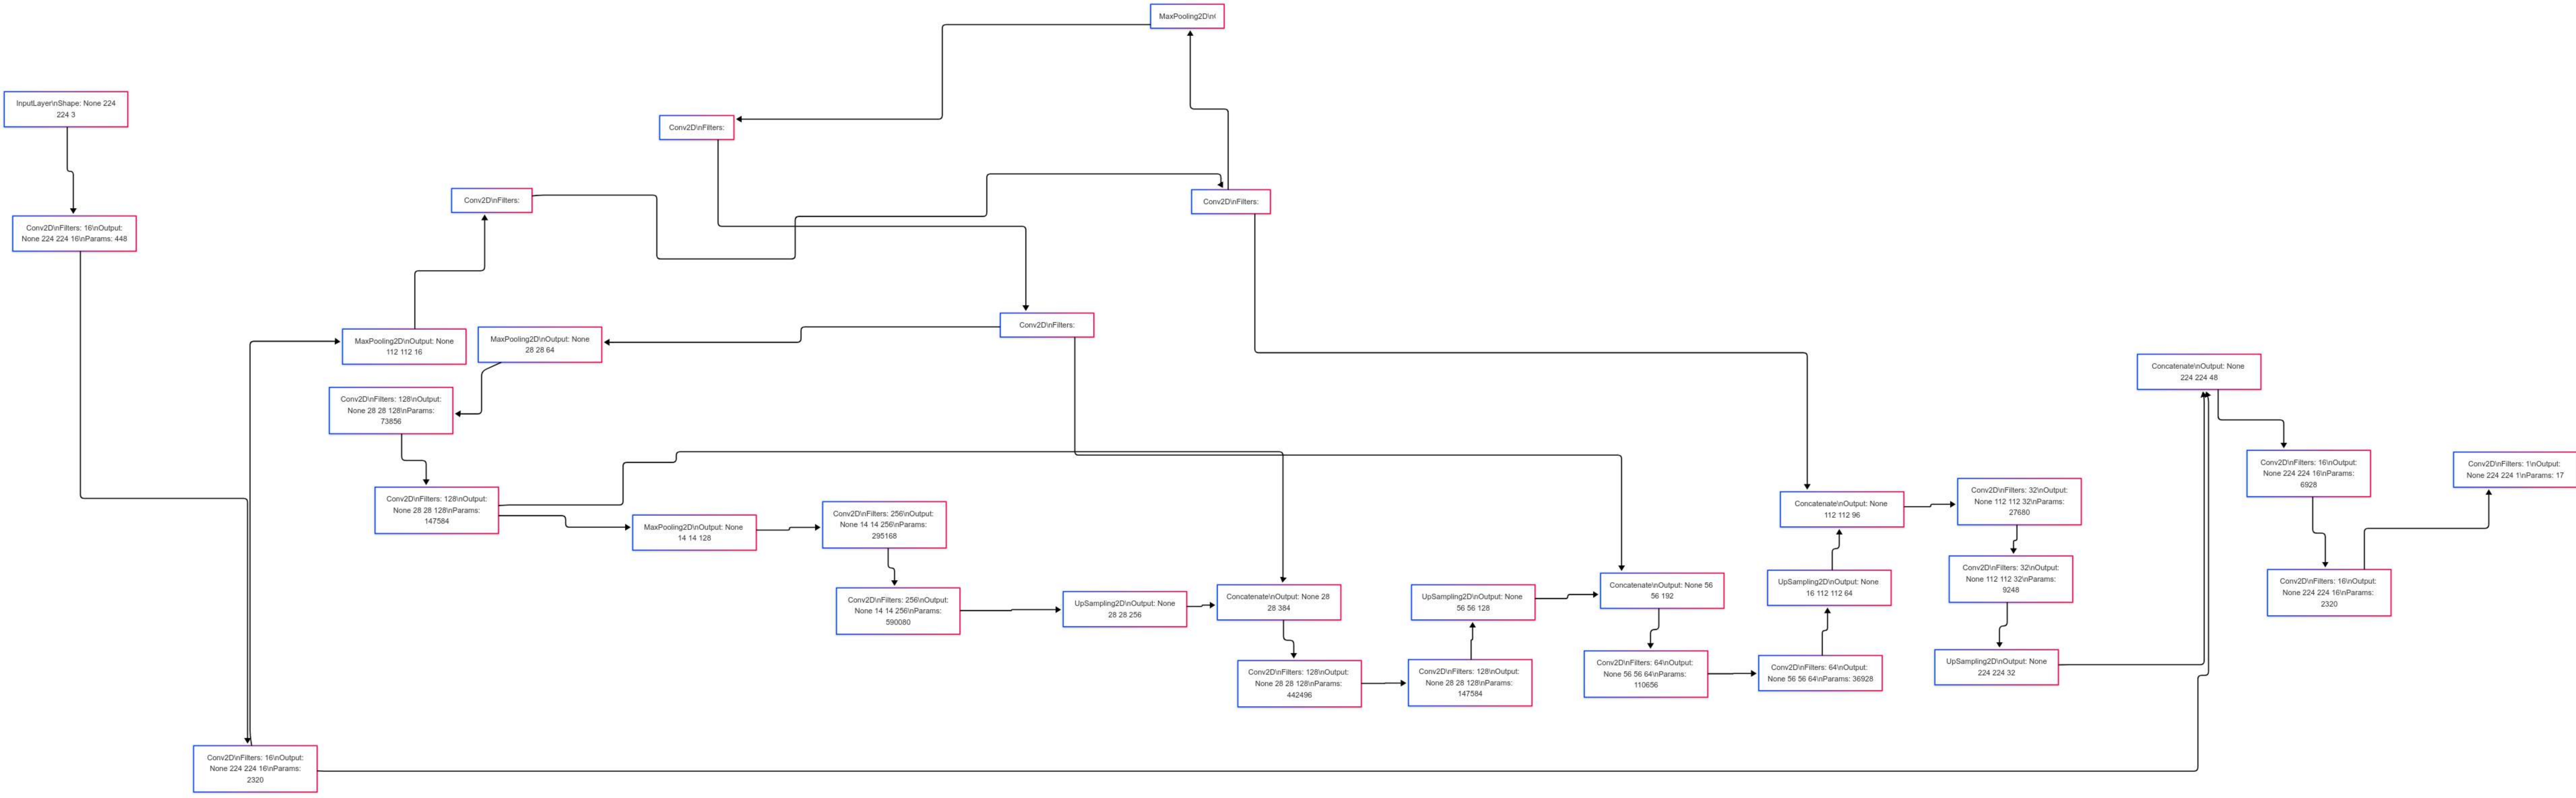 MaxPooling2D\n(
InputLayer\nShape: None 224
224 3
Conv2D\nFilters:
Conv2D\nFilters:
Conv2D\nFilters:
Conv2D\nFilters: 16\nOutput:
None 224 224 16\nParams: 448
Conv2D\nFilters:
MaxPooling2D\nOutput: None
112 112 16
MaxPooling2D\nOutput: None
28 28 64
Concatenate\nOutput: None
224 224 48
Conv2D\nFilters: 128\nOutput:
None 28 28 128\nParams:
73856
Conv2D\nFilters: 16\nOutput:
None 224 224 16\nParams:
6928
Conv2D\nFilters: 1\nOutput:
None 224 224 1\nParams: 17
Conv2D\nFilters: 128\nOutput:
None 28 28 128\nParams:
147584
MaxPooling2D\nOutput: None
14 14 128
Conv2D\nFilters: 256\nOutput:
None 14 14 256\nParams:
295168
Concatenate\nOutput: None
112 112 96
Conv2D\nFilters: 32\nOutput:
None 112 112 32\nParams:
27680
Conv2D\nFilters: 256\nOutput:
None 14 14 256\nParams:
590080
UpSampling2D\nOutput: None
28 28 256
Concatenate\nOutput: None 28
28 384
UpSampling2D\nOutput: None
56 56 128
Concatenate\nOutput: None 56
56 192
UpSampling2D\nOutput: None
16 112 112 64
Conv2D\nFilters: 32\nOutput:
None 112 112 32\nParams:
9248
Conv2D\nFilters: 16\nOutput:
None 224 224 16\nParams:
2320
Conv2D\nFilters: 128\nOutput:
None 28 28 128\nParams:
442496
Conv2D\nFilters: 128\nOutput:
None 28 28 128\nParams:
147584
Conv2D\nFilters: 64\nOutput:
None 56 56 64\nParams:
110656
Conv2D\nFilters: 64\nOutput:
None 56 56 64\nParams: 36928
UpSampling2D\nOutput: None
224 224 32
Conv2D\nFilters: 16\nOutput:
None 224 224 16\nParams:
2320